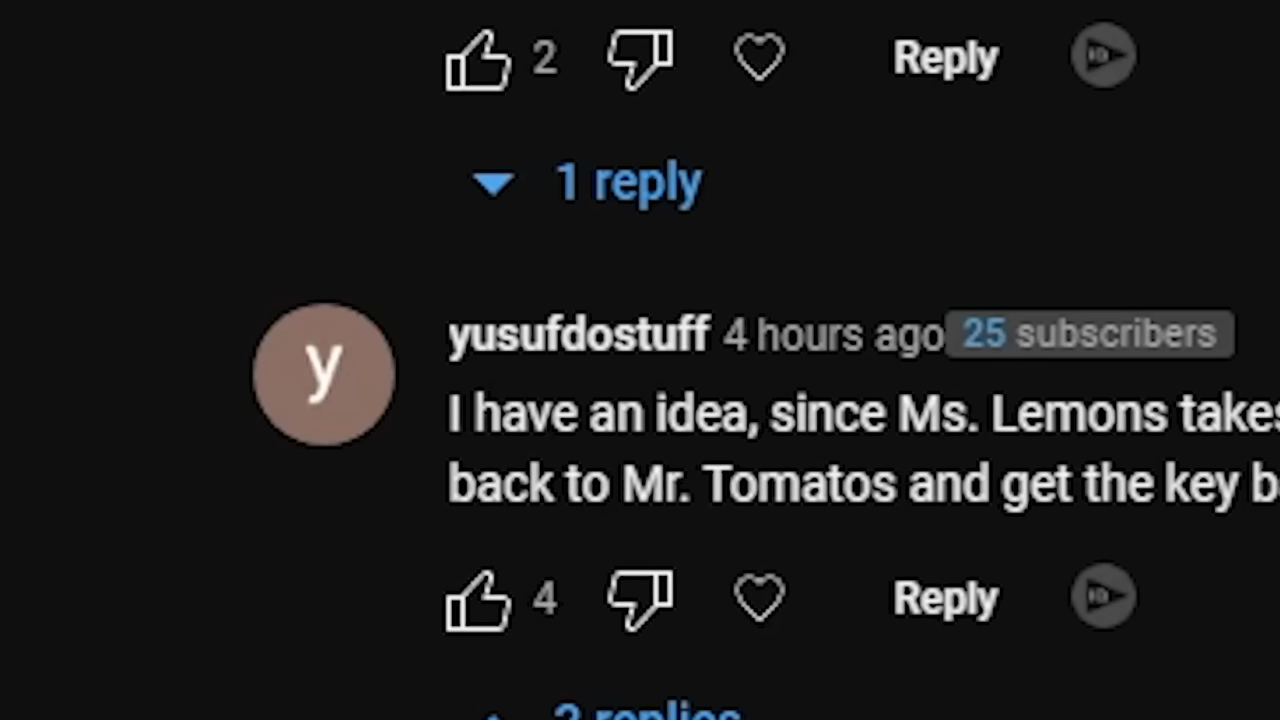 2 Reply
1 reply
y
yusufdostuff 4 hours ago 25 subscribers
I have an idea, since Ms. Lemons takes
back to Mr. Tomatos and get the key b
4 Reply
replies